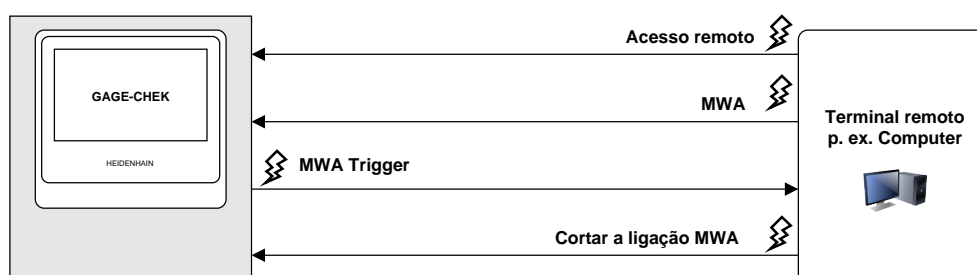 Acesso remoto
GAGE-CHEK
MWA
Terminal remoto
p. ex. Computer
HEIDENHAIN
MWA Trigger
Cortar a ligação MWA